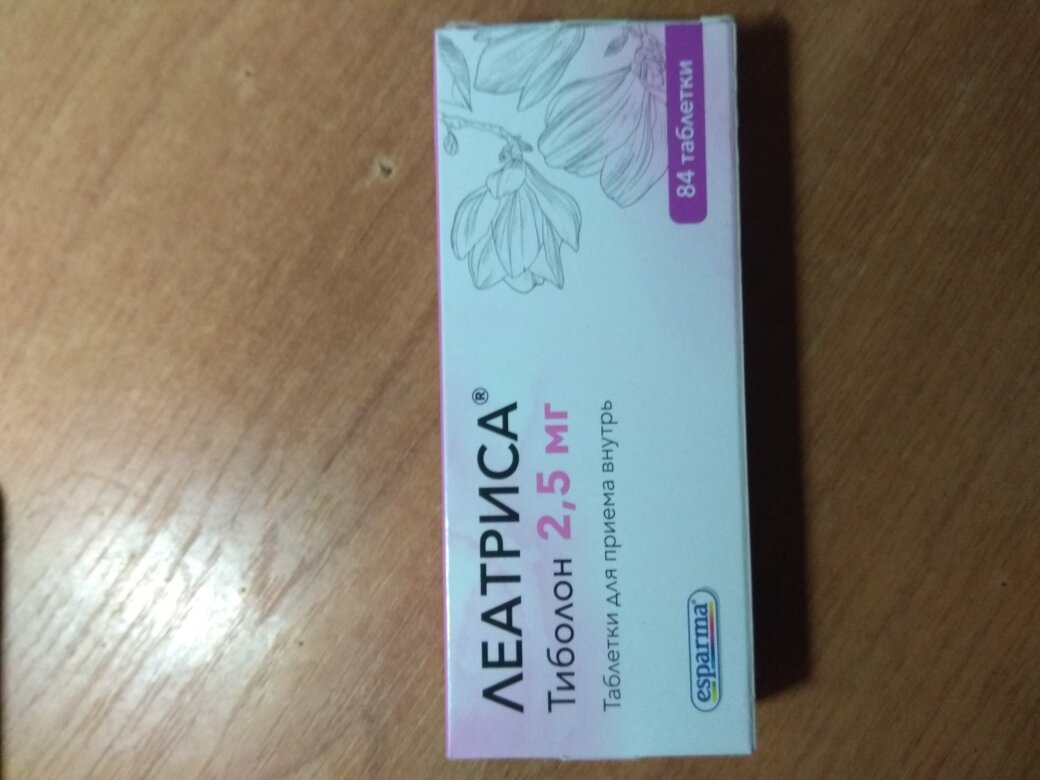 ЛЕАТРИСА®
Тиболон 2,5 мг
Таблетки для приема внутрь
84 таблетки
esparma®